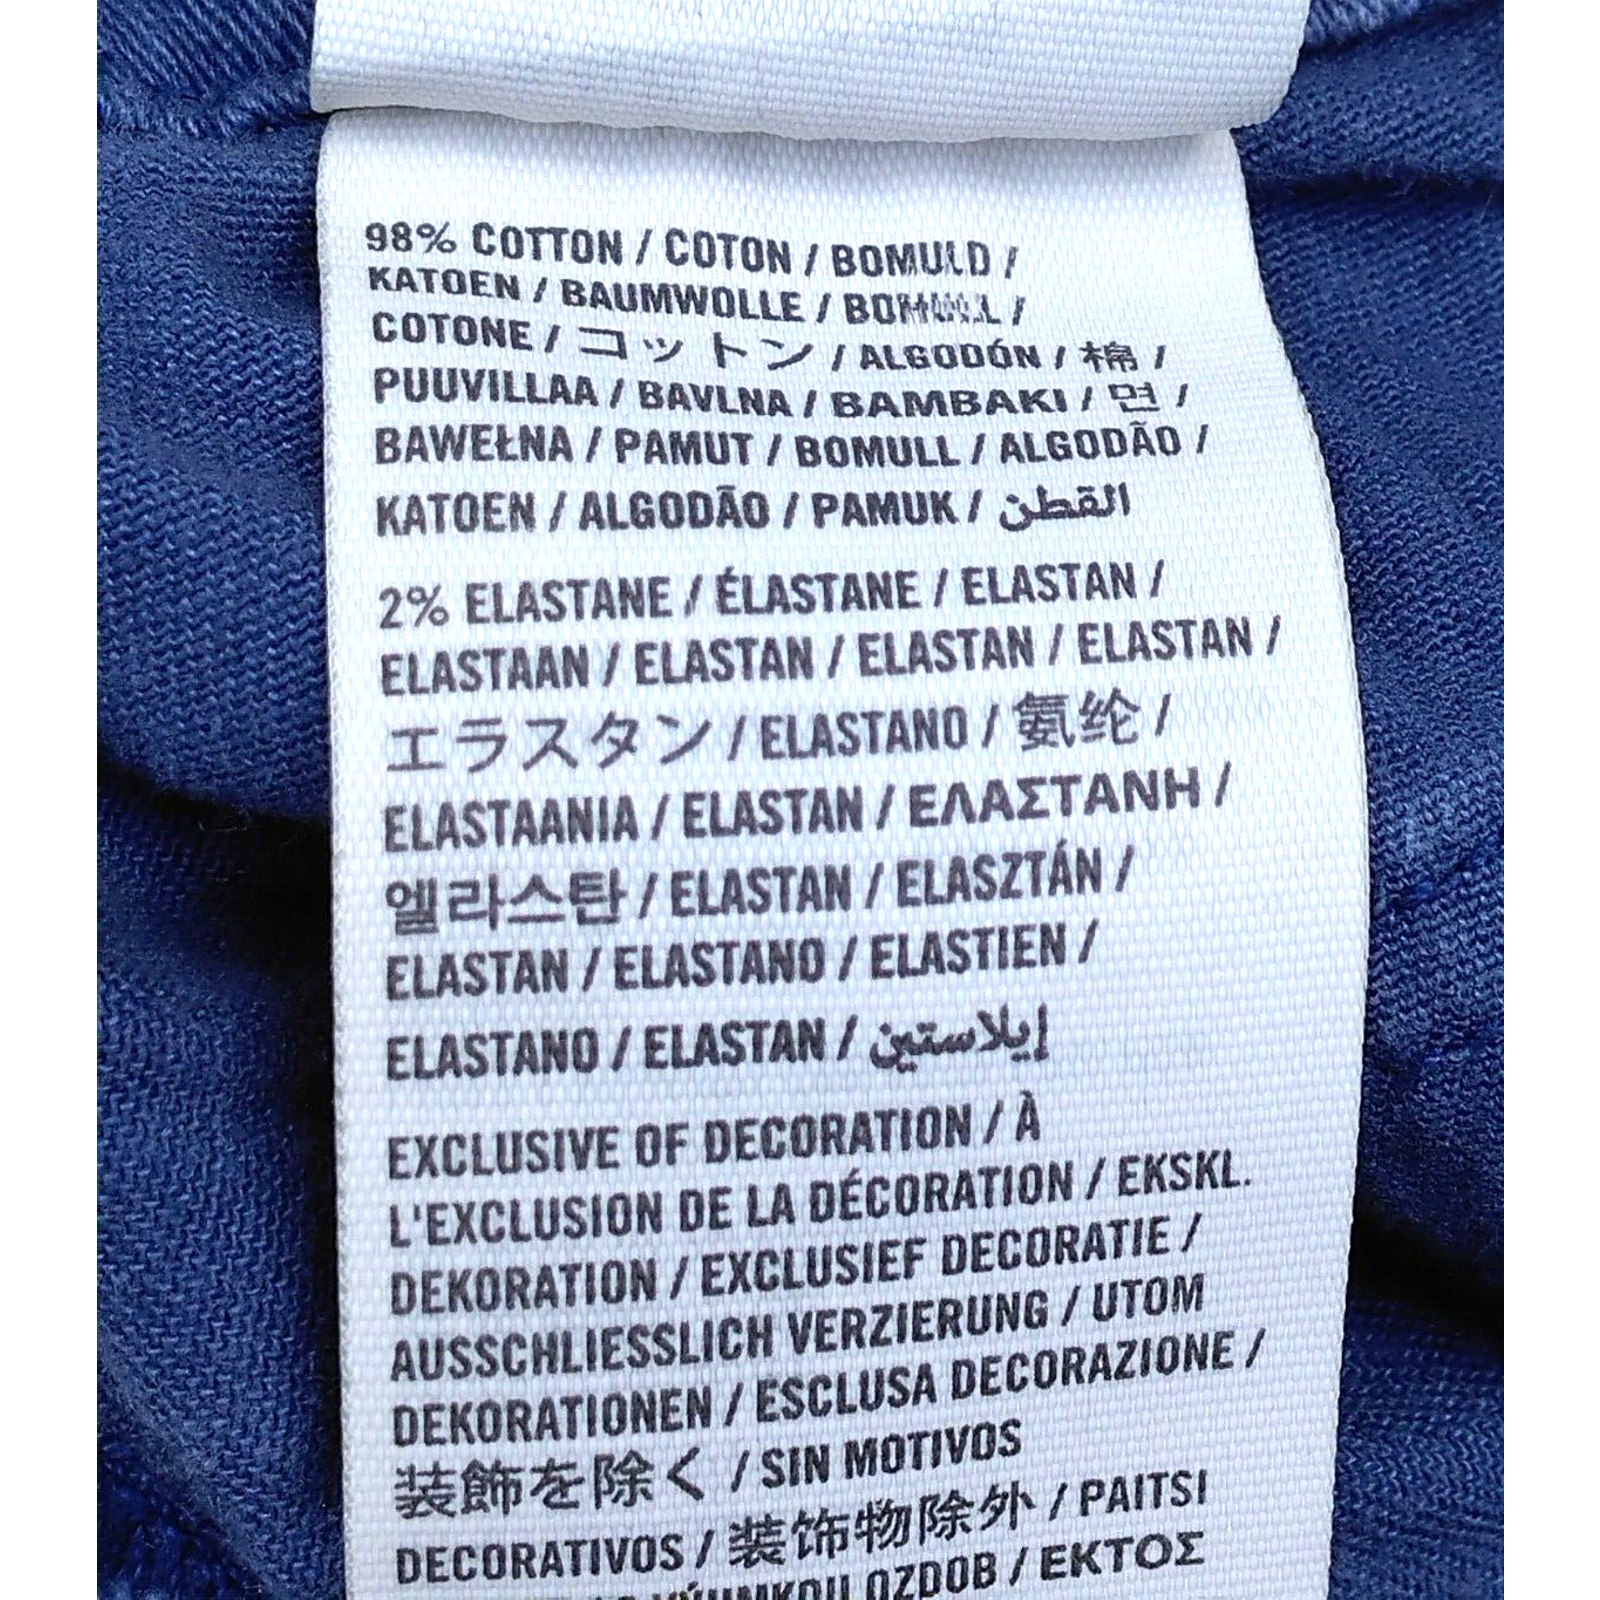 98% COTTON / COTON / BOMULD /
KATOEN / BAUMWOLLE / BOMULL /
COTONE / コットン / ALGODÓN / 棉 /
PUUVILLAA / BAVLNA / BAMBAKI / 면 /
BAWEŁNA / PAMUT / BOMULL / ALGODÃO /
KATOEN / ALGODÃO / PAMUK / القطن
2% ELASTANE / ÉLASTANE / ELASTAN /
ELASTAAN / ELASTAN / ELASTAN / ELASTAN /
エラスタン / ELASTANO / 氨纶 /
ELASTAANIA / ELASTAN / ΕΛΑΣΤΑΝΗ /
엘라스탄 / ELASTAN / ELASZTÁN /
ELASTAN / ELASTANO / ELASTIEN /
ELASTANO / ELASTAN / إيلاستين
EXCLUSIVE OF DECORATION / À
L'EXCLUSION DE LA DÉCORATION / EKSKL.
DEKORATION / EXCLUSIEF DECORATIE /
AUSSCHLIESSLICH VERZIERUNG / UTOM
DEKORATIONEN / ESCLUSA DECORAZIONE /
装飾を除く / SIN MOTIVOS
DECORATIVOS / 装饰物除外 / PAITSI
OZDOB / ΕΚΤΟΣ